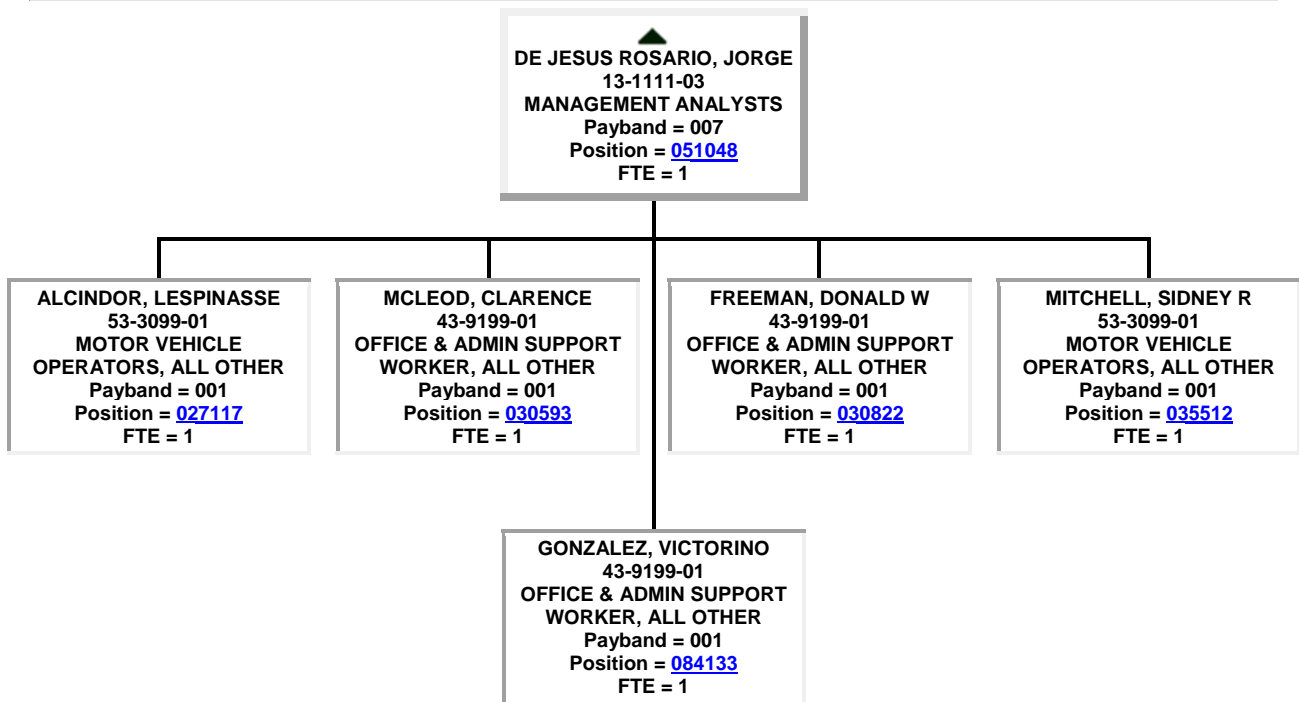 DE JESUS ROSARIO, JORGE
13-1111-03
MANAGEMENT ANALYSTS
Payband = 007
Position = 051048
FTE = 1
ALCINDOR, LESPINASSE
53-3099-01
MOTOR VEHICLE
OPERATORS, ALL OTHER
Payband = 001
Position = 027117
FTE = 1
MCLEOD, CLARENCE
43-9199-01
OFFICE & ADMIN SUPPORT
WORKER, ALL OTHER
Payband = 001
Position = 030593
FTE = 1
FREEMAN, DONALD W
43-9199-01
OFFICE & ADMIN SUPPORT
WORKER, ALL OTHER
Payband = 001
Position = 030822
FTE = 1
MITCHELL, SIDNEY R
53-3099-01
MOTOR VEHICLE
OPERATORS, ALL OTHER
Payband = 001
Position = 035512
FTE = 1
GONZALEZ, VICTORINO
43-9199-01
OFFICE & ADMIN SUPPORT
WORKER, ALL OTHER
Payband = 001
Position = 084133
FTE = 1